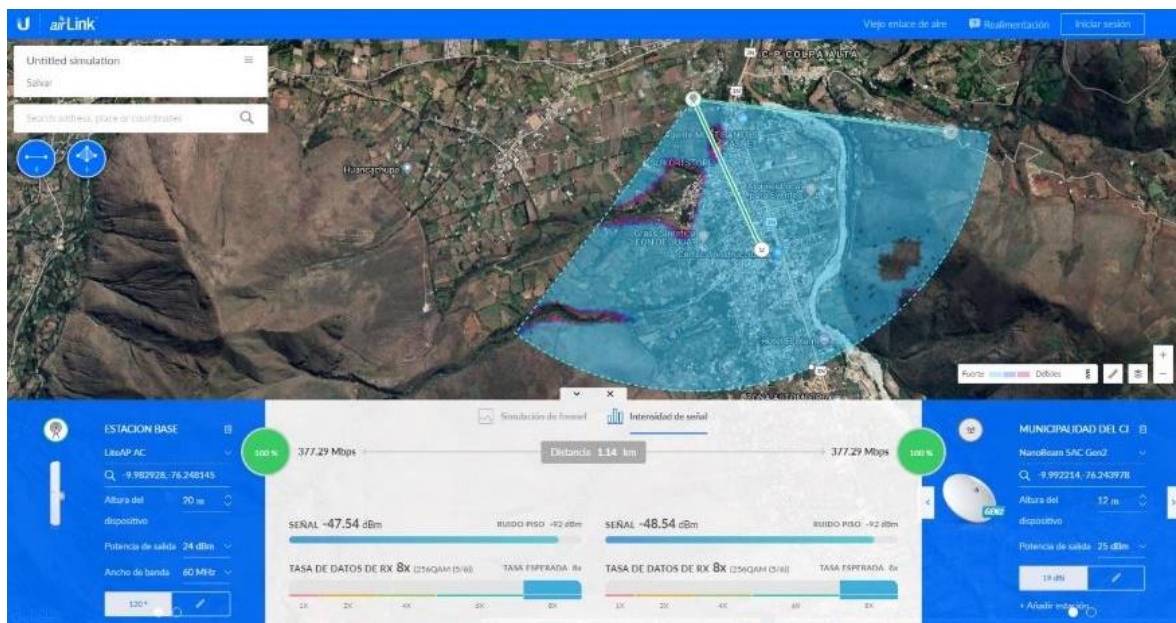 airLink
Viejo enlace de aire
Realimentación
Iniciar sesión
Untitled simulation
Salvar
Search address, place or coordinates
C.P COLPA ALTA
Huancachupa
Fuerte
Débiles
Simulación de fresnel
Intensidad de señal
ESTACION BASE
LiteAP AC
-9.982928,-76.248145
Altura del
dispositivo
20 m
Potencia de salida
24 dBm
Ancho de banda
60 MHz
120°
100 %
377.29 Mbps
Distancia 1.14 km
377.29 Mbps
100 %
SEÑAL -47.54 dBm
RUIDO PISO -92 dBm
TASA DE DATOS DE RX 8X (256QAM (5/6))
TASA ESPERADA 8x
1X 2X 4X 6X 8X
SEÑAL -48.54 dBm
RUIDO PISO -92 dBm
TASA DE DATOS DE RX 8X (256QAM (5/6))
TASA ESPERADA 8x
1X 2X 4X 6X 8X
MUNICIPALIDAD DEL CI
NanoBeam 5AC Gen2
-9.992214,-76.243978
Altura del
dispositivo
12 m
GEN2
Potencia de salida
25 dBm
19 dBi
+ Añadir estación